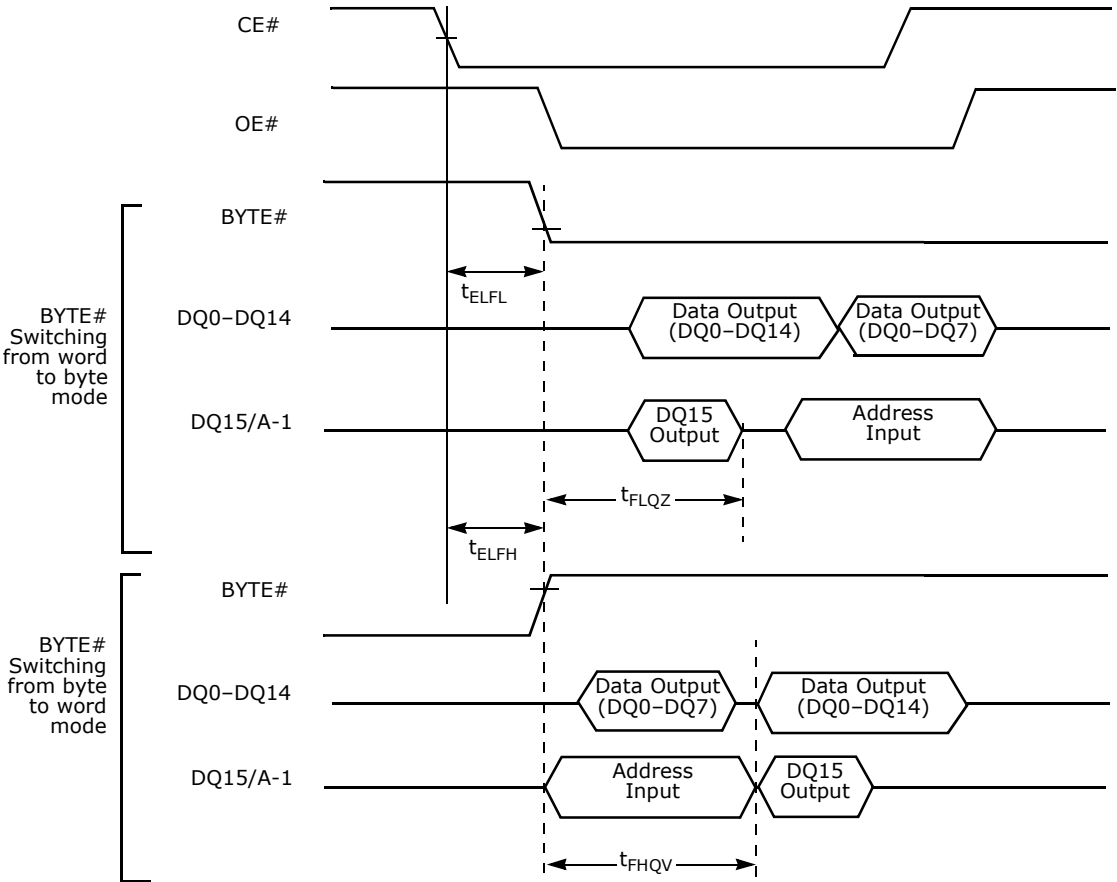 CE#
OE#
BYTE#
tELFL
BYTE#
Switching
from word
to byte
mode
DQ0–DQ14
Data Output
(DQ0–DQ14)
Data Output
(DQ0–DQ7)
DQ15/A-1
DQ15
Output
Address
Input
tFLQZ
tELFH
BYTE#
BYTE#
Switching
from byte
to word
mode
DQ0–DQ14
Data Output
(DQ0–DQ7)
Data Output
(DQ0–DQ14)
DQ15/A-1
Address
Input
DQ15
Output
tFHQV